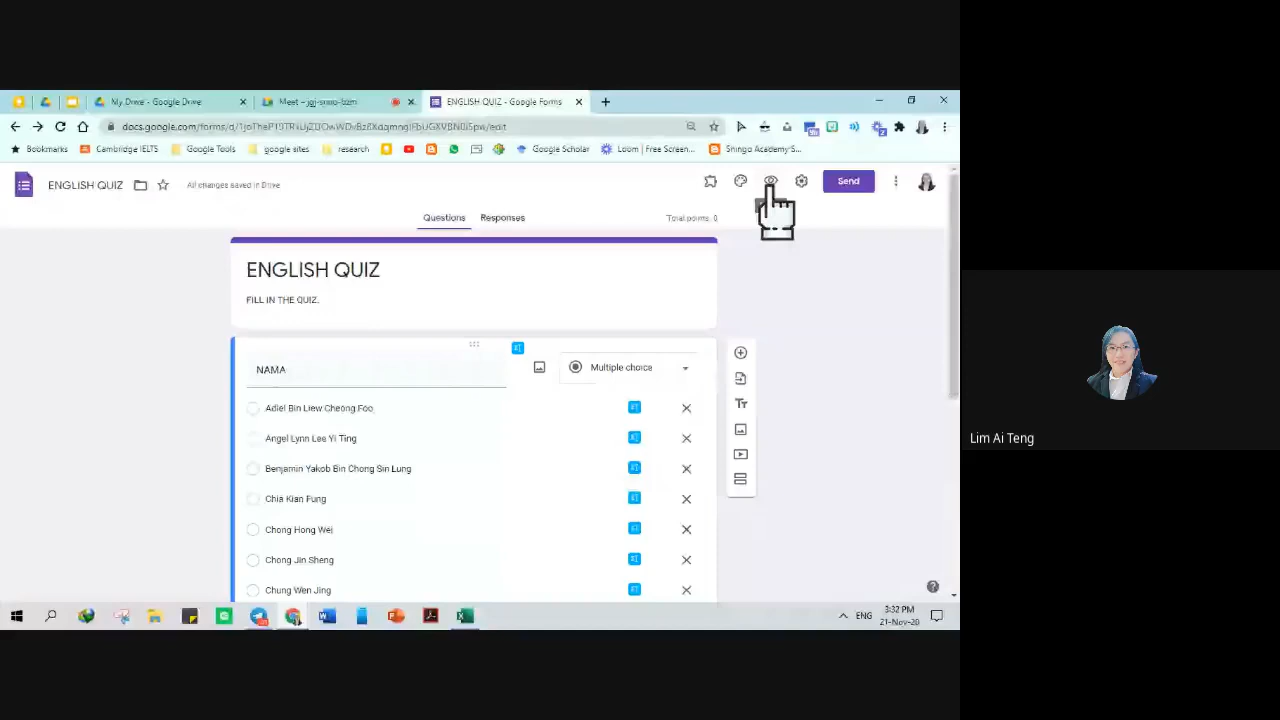 My Drive - Google Drive
ENGLISH QUIZ - Google Forms
Bookmarks
Cambridge IELTS
Google Tools
google sites
research
Google Scholar
Loom | Free Screen...
Shingo Academy S...
ENGLISH QUIZ
All changes saved in Drive
Send
Questions
Responses
Total points: 0
ENGLISH QUIZ
FILL IN THE QUIZ.
NAMA
Multiple choice
Adiel Bin Liew Cheong Foo
Angel Lynn Lee Yi Ting
Benjamin Yakob Bin Chong Sin Lung
Chia Kian Fung
Chong Hong Wei
Chong Jin Sheng
Chung Wen Jing
Lim Ai Teng
ENG
3:32 PM
21-Nov-20